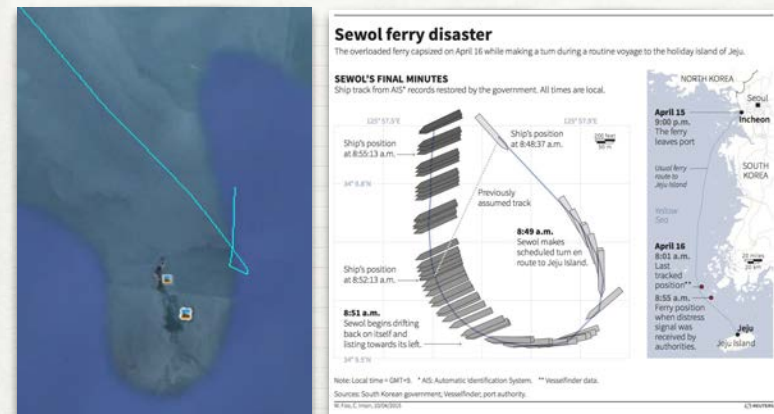 Sewol ferry disaster
The overloaded ferry capsized on April 16 while making a turn during a routine voyage to the holiday island of Jeju.
SEWOL'S FINAL MINUTES
Ship track from AIS* records restored by the government. All times are local.
Ship's position
at 8:55:13 a.m.
Ship's position
at 8:48:37 a.m.
200 feet
Previously
assumed track
8:49 a.m.
Sewol makes
scheduled turn en
route to Jeju Island.
Ship's position
at 8:52:13 a.m.
8:51 a.m.
Sewol begins drifting
back on itself and
listing towards its left.
NORTH KOREA
Seoul
Incheon
April 15
9:00 p.m.
The ferry
leaves port
SOUTH
KOREA
Usual ferry
route to
Jeju Island
Yellow
Sea
April 16
8:01 a.m.
Last
tracked
position**
20 miles
20 km
8:55 a.m.
Ferry position
when distress
signal was
received by
authorities.
Jeju
Jeju Island
Note: Local time = GMT+9. * AIS: Automatic Identification System. ** Vesselfinder data.
Sources: South Korean government, Vesselfinder; port authority.
REUTERS